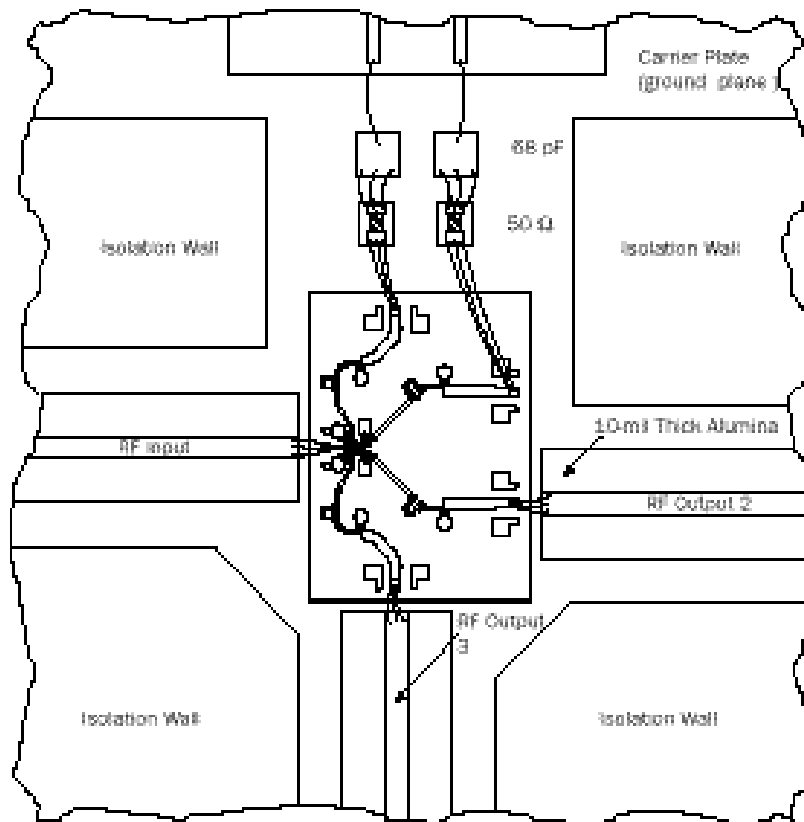 Carrier Plate
(ground plane)
68 pF
50 Ω
Isolation Wall
Isolation Wall
10-mil Thick Alumina
RF Input
RF Output 2
RF Output
3
Isolation Wall
Isolation Wall